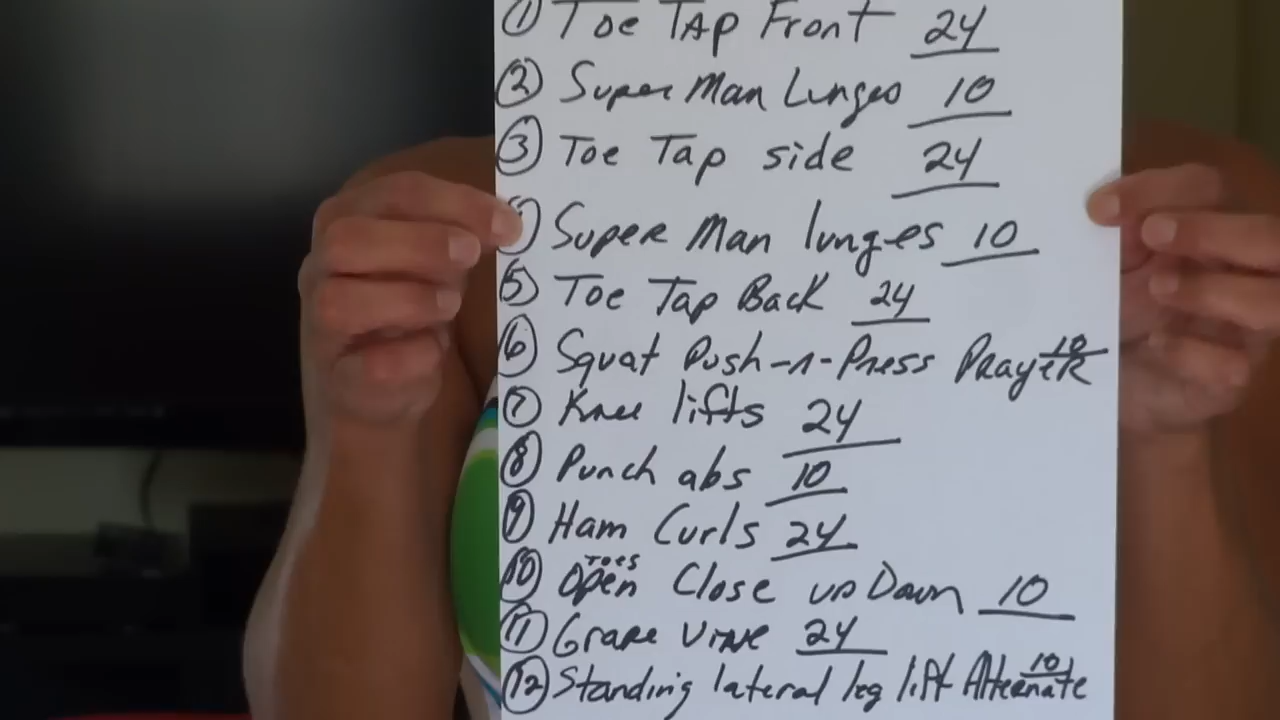 ① Toe TAp Front 24
② Super Man Lunges 10
③ Toe Tap side 24
Super Man lunges 10
⑤ Toe Tap Back 24
⑥ Squat Push-n-Press Prayer 10
⑦ Knee lifts 24
⑧ Punch abs 10
⑨ Ham Curls 24
⑩ Open Toes Close up Down 10
⑪ Grape Vine 24
⑫ Standing lateral leg lift Alternate 10